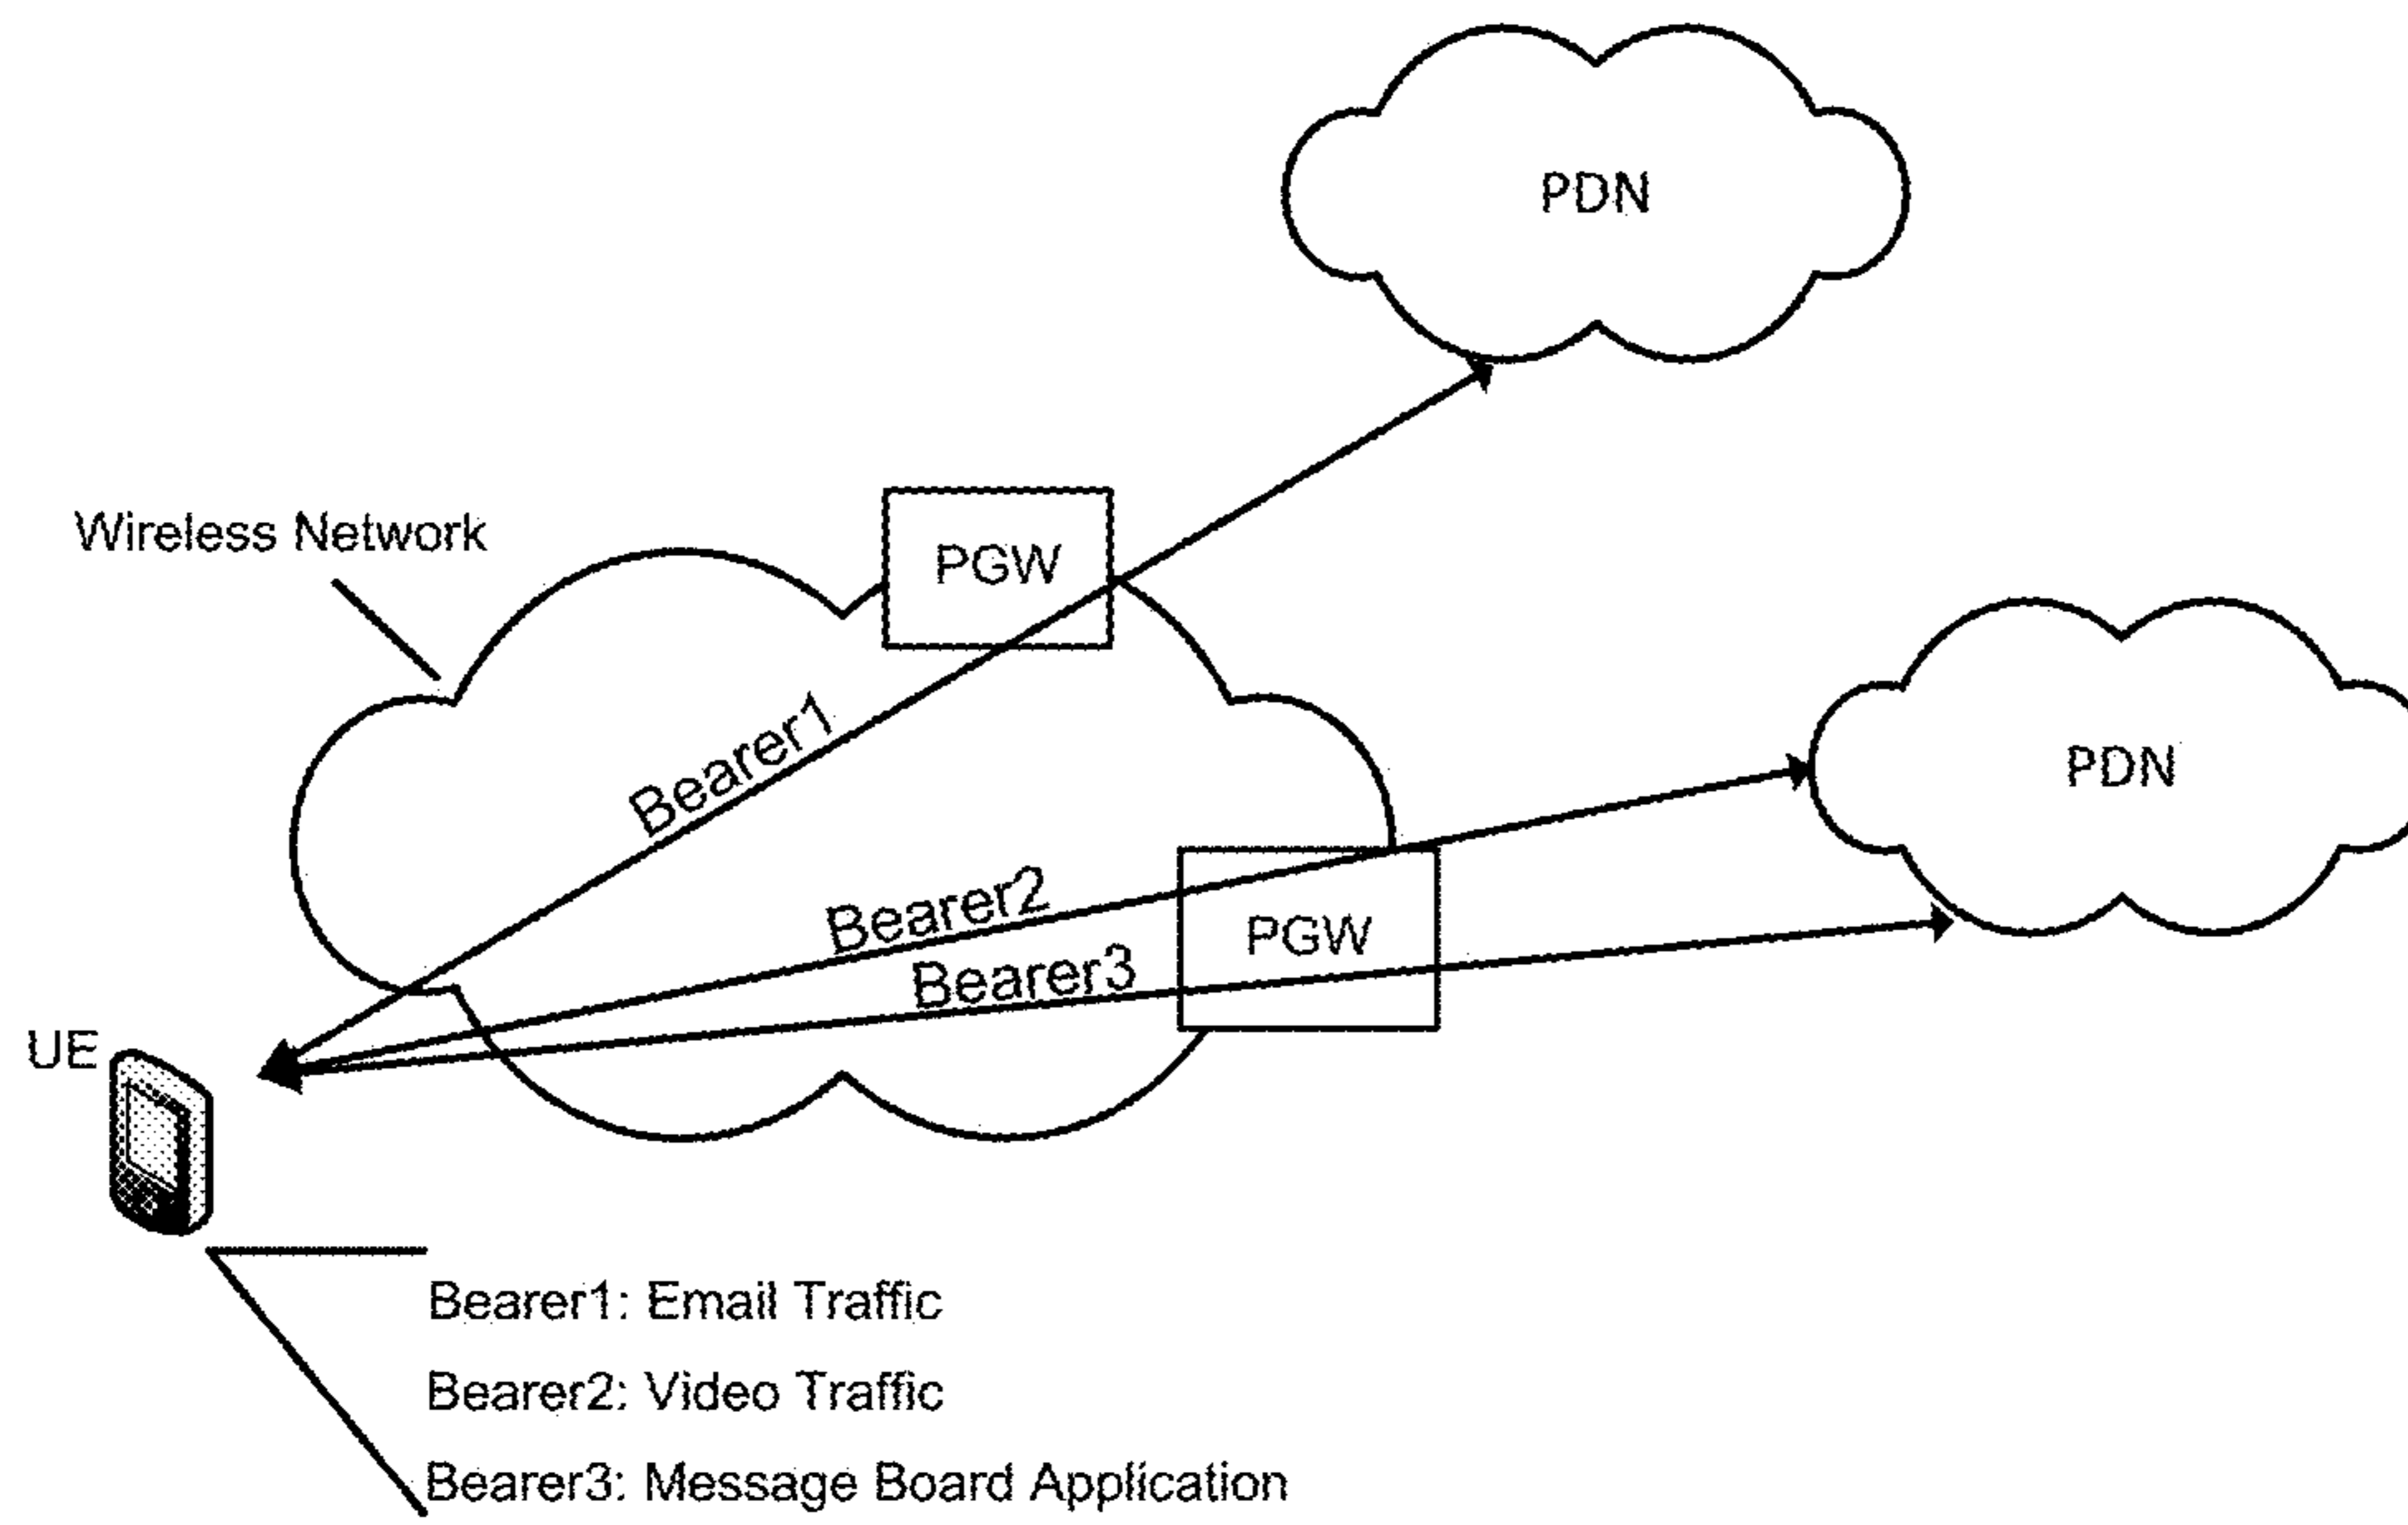 PDN
Wireless Network
PGW
Bearer1
PDN
Bearer2
PGW
Bearer3
UE
Bearer1: Email Traffic
Bearer2: Video Traffic
Bearer3: Message Board Application